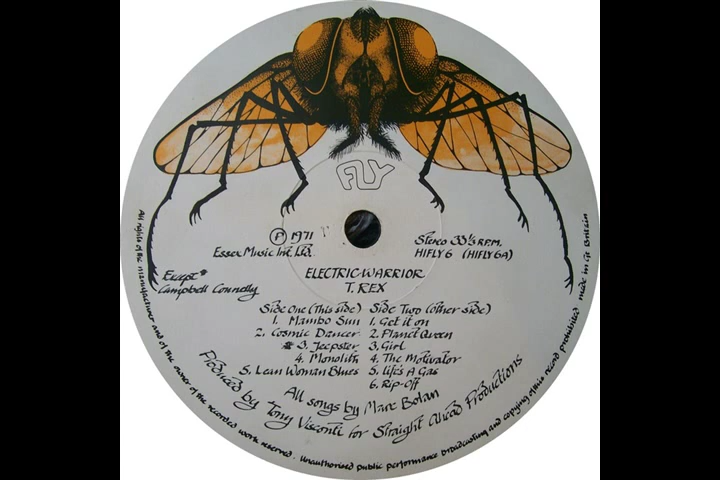 FLY
Ⓟ 1971
Essex Music Int. Ltd.
Stereo 33⅓ R.P.M.
HIFLY 6 (HIFLY 6A)
Except *
Campbell Connelly
ELECTRIC WARRIOR
T. REX
Side One (This side)
1. Mambo Sun
2. Cosmic Dancer
* 3. Jeepster
4. Monolith
5. Lean Woman Blues
Side Two (Other side)
1. Get it on
2. Planet Queen
3. Girl
4. The Motivator
5. Life's A Gas
6. Rip-Off
All songs by Marc Bolan
Produced by Tony Visconti for Straight Ahead Productions
All rights of the manufacturer and of the owner of the recorded work reserved. Unauthorised public performance broadcasting and copying of this record prohibited made in Gt Britain